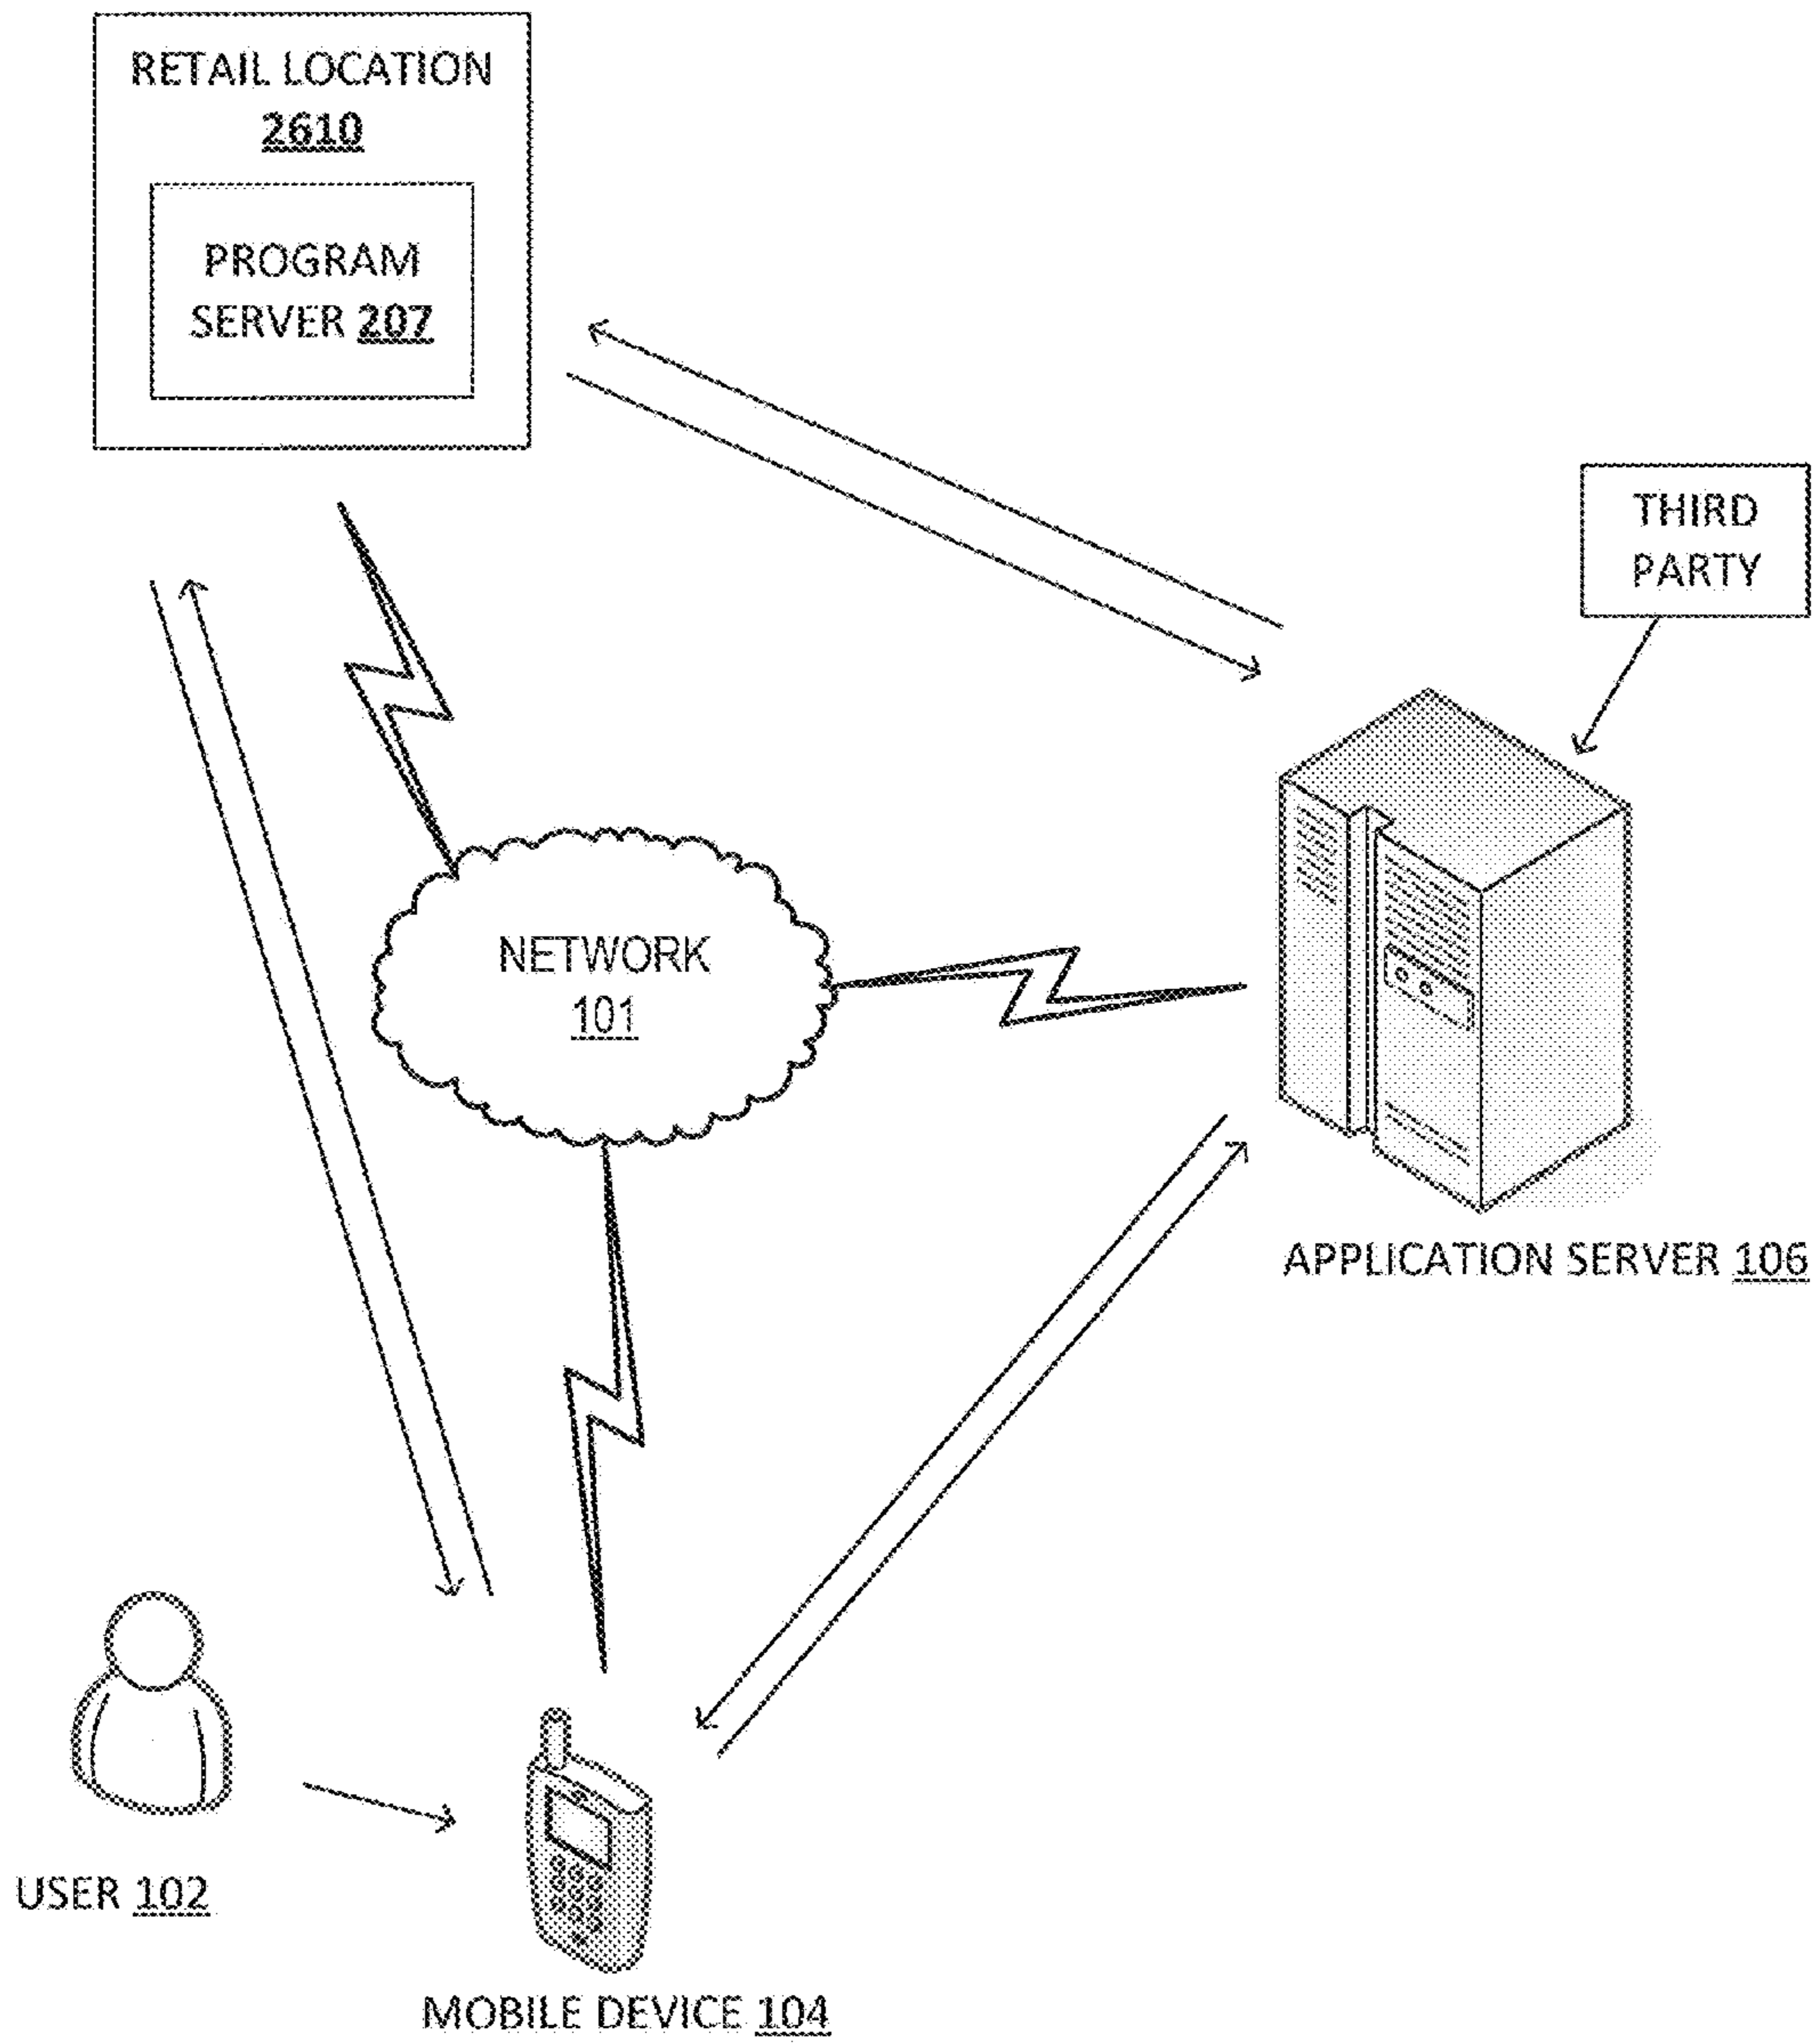 RETAIL LOCATION
2610
PROGRAM
SERVER 207
THIRD
PARTY
NETWORK
101
APPLICATION SERVER 106
USER 102
MOBILE DEVICE 104